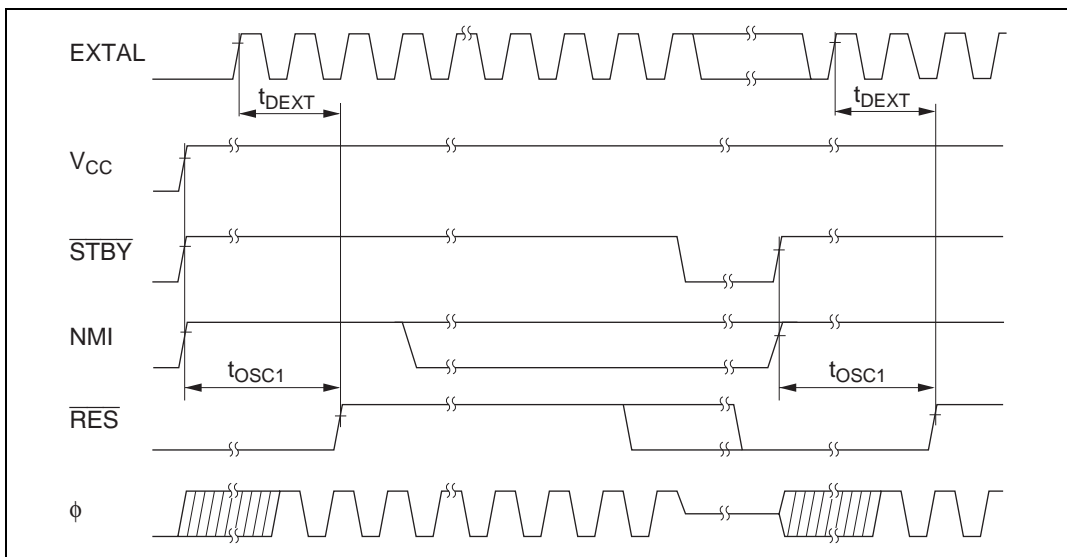 EXTAL
tDEXT tDEXT
VCC
STBY
NMI
tOSC1 tOSC1
RES
ϕ